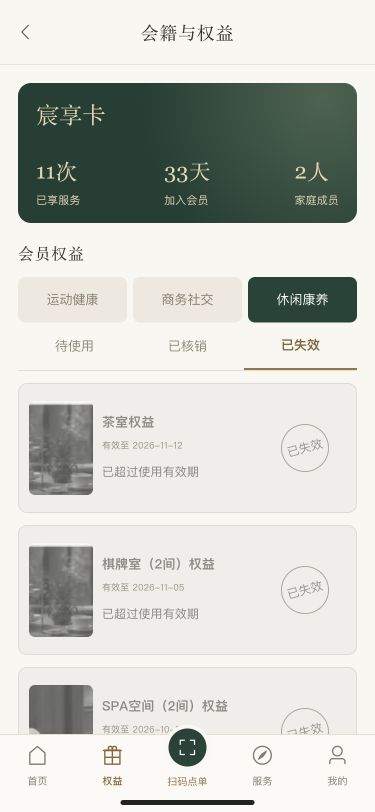 会籍与权益
宸享卡
11次
33天
2人
已享服务
加入会员
家庭成员
会员权益
运动健康
商务社交
休闲康养
待使用
已核销
已失效
茶室权益
有效至 2026-11-12
已超过使用有效期
已失效
棋牌室（2间）权益
有效至 2026-11-05
已超过使用有效期
已失效
SPA空间（2间）权益
有效至 2026-10-
已失效
首页
权益
扫码点单
服务
我的